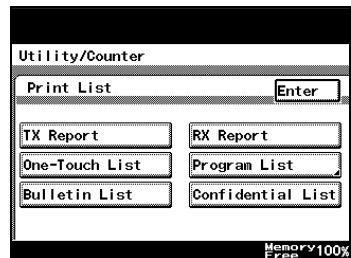 Utility/Counter
Print List
Enter
TX Report
RX Report
One-Touch List
Program List
Bulletin List
Confidential List
Memory
Free 100%